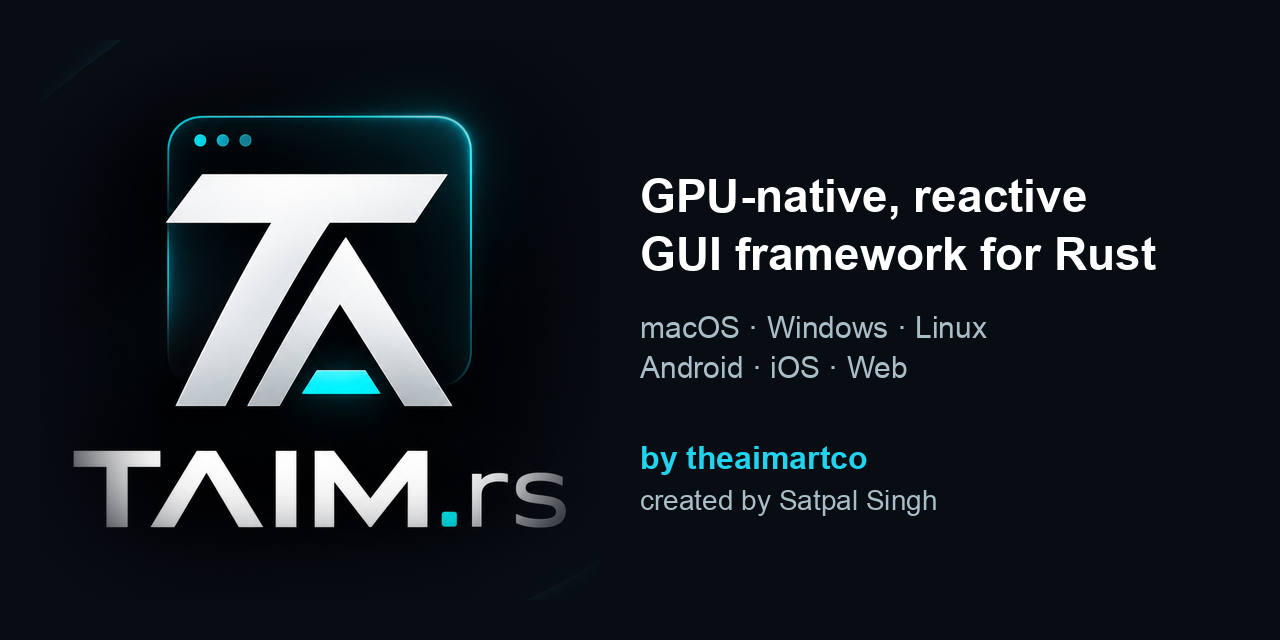 TA
TAIM.rs
GPU-native, reactive
GUI framework for Rust
macOS · Windows · Linux
Android · iOS · Web
by theaimartco
created by Satpal Singh